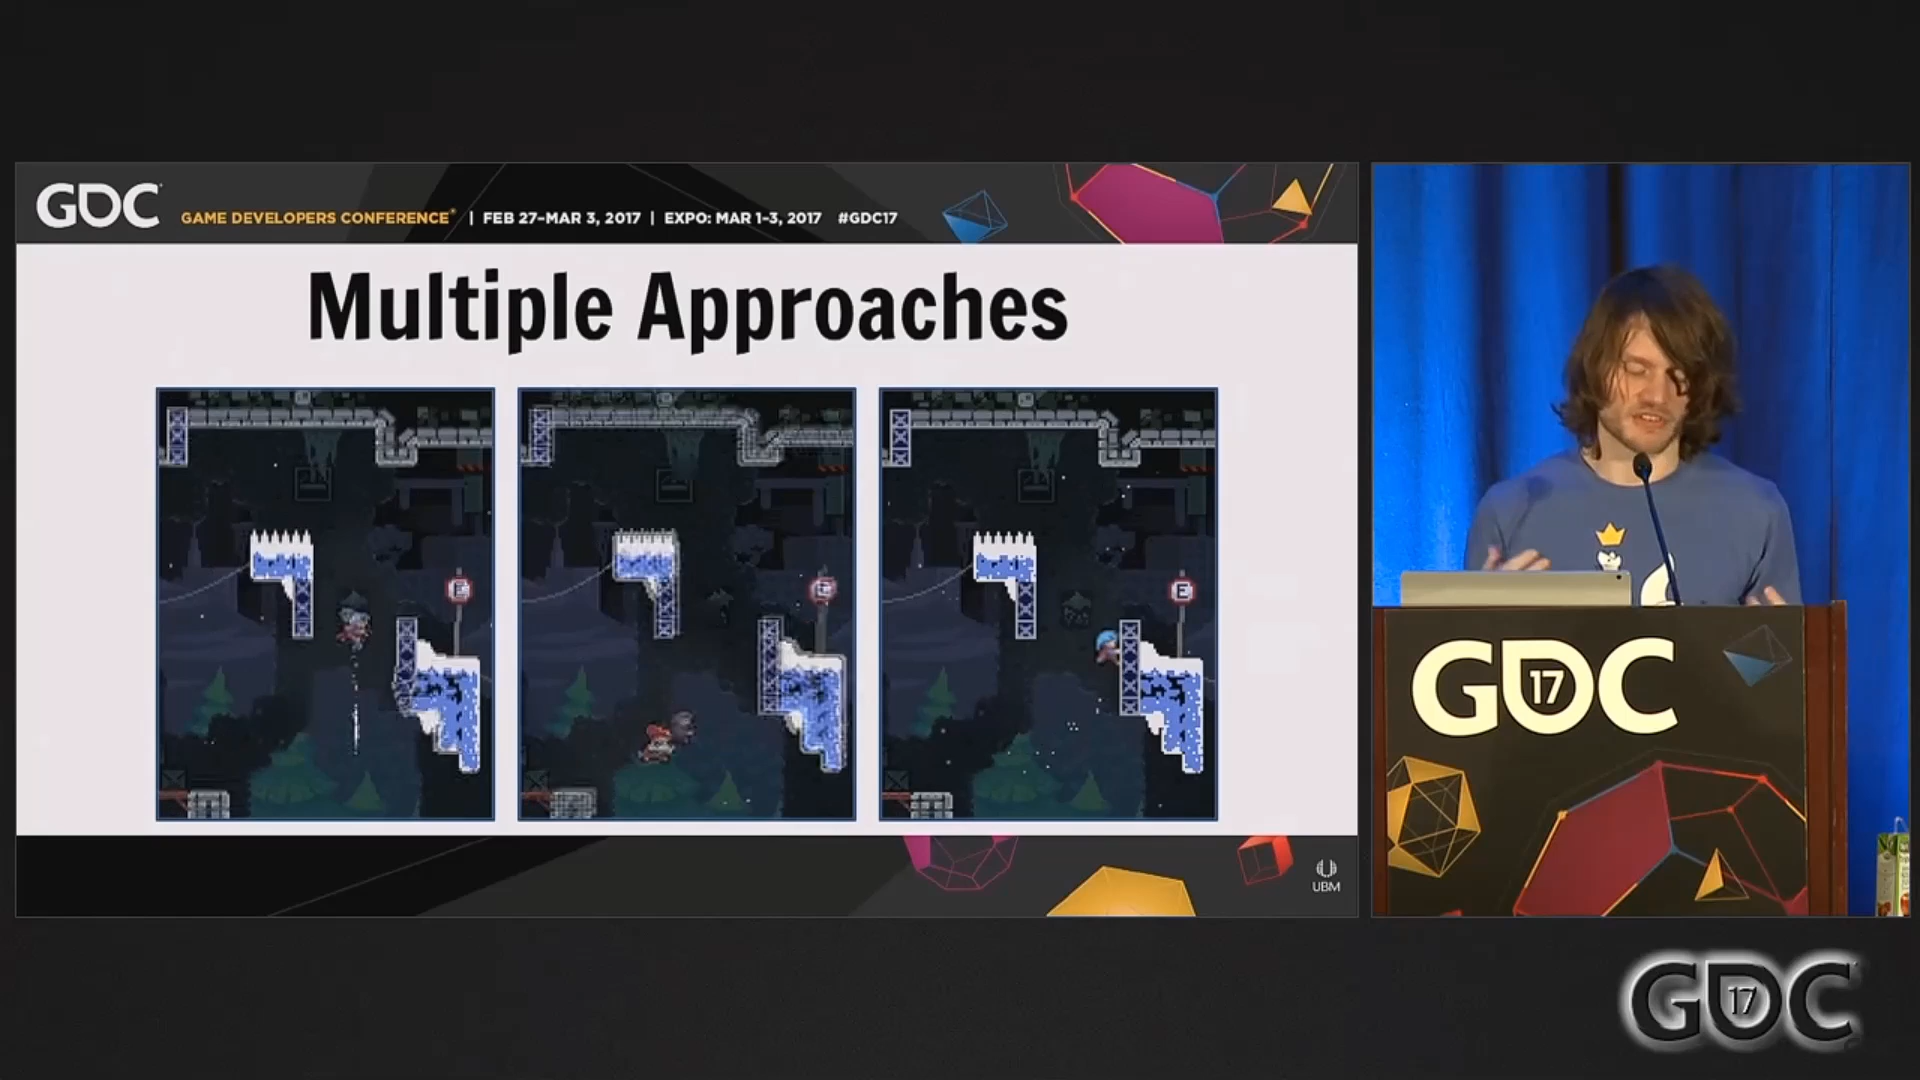 GDC
GAME DEVELOPERS CONFERENCE® | FEB 27–MAR 3, 2017 | EXPO: MAR 1–3, 2017 #GDC17
Multiple Approaches
E
E
UBM
GDC
17
GDC
17